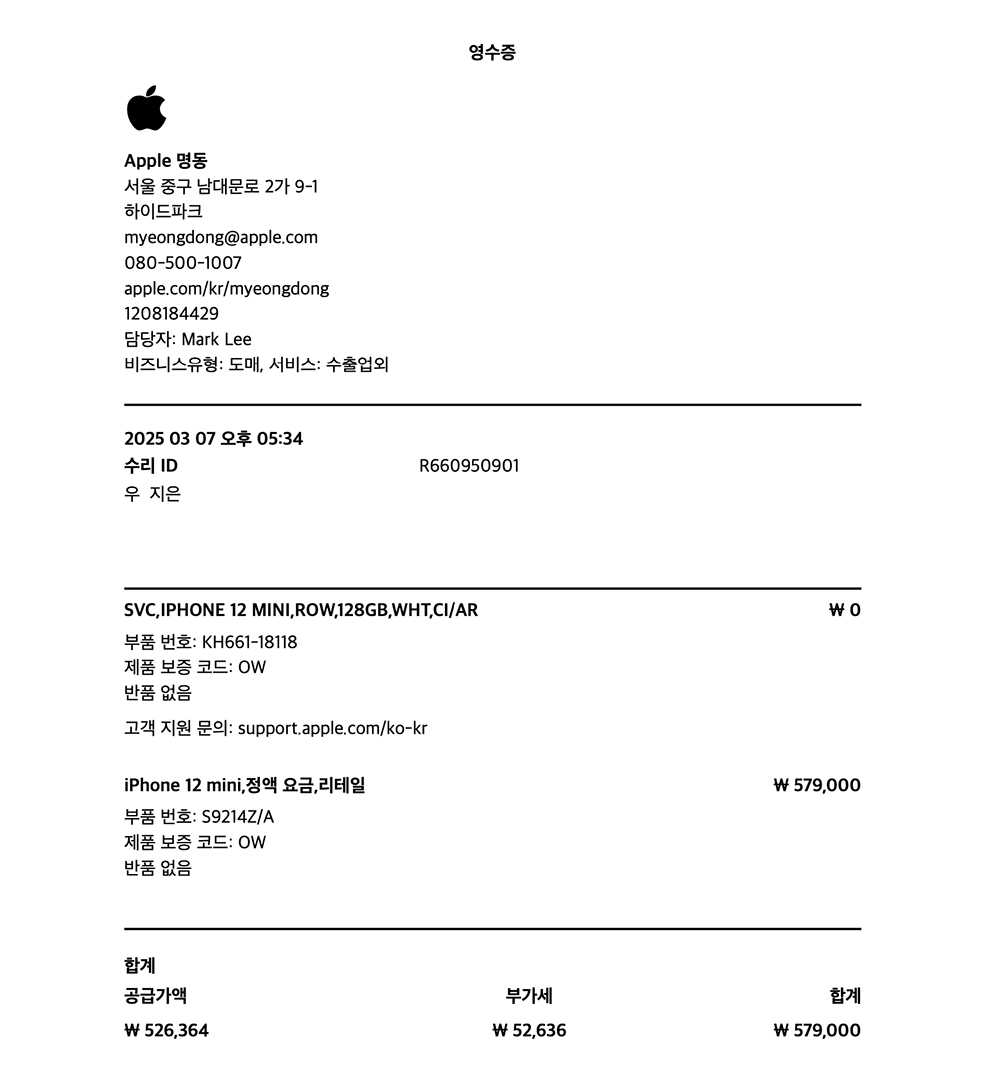 영수증
Apple 명동
서울 중구 남대문로 2가 9-1
하이드파크
myeongdong@apple.com
080-500-1007
apple.com/kr/myeongdong
1208184429
담당자: Mark Lee
비즈니스유형: 도매, 서비스: 수출업외
2025 03 07 오후 05:34
수리 ID R660950901
우 지은
SVC,IPHONE 12 MINI,ROW,128GB,WHT,CI/AR ₩ 0
부품 번호: KH661-18118
제품 보증 코드: OW
반품 없음
고객 지원 문의: support.apple.com/ko-kr
iPhone 12 mini,정액 요금,리테일 ₩ 579,000
부품 번호: S9214Z/A
제품 보증 코드: OW
반품 없음
합계
공급가액 부가세 합계
₩ 526,364 ₩ 52,636 ₩ 579,000